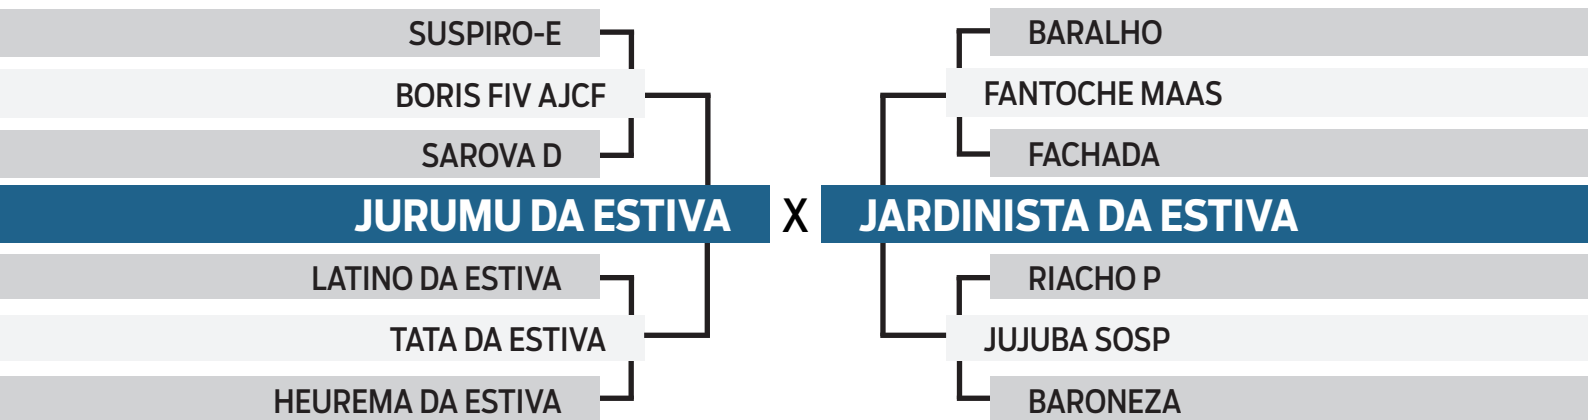 SUSPIRO-E
BORIS FIV AJCF
SAROVA D
JURUMU DA ESTIVA
LATINO DA ESTIVA
TATA DA ESTIVA
HEUREMA DA ESTIVA
X
BARALHO
FANTOCHE MAAS
FACHADA
JARDINISTA DA ESTIVA
RIACHO P
JUJUBA SOSP
BARONEZA